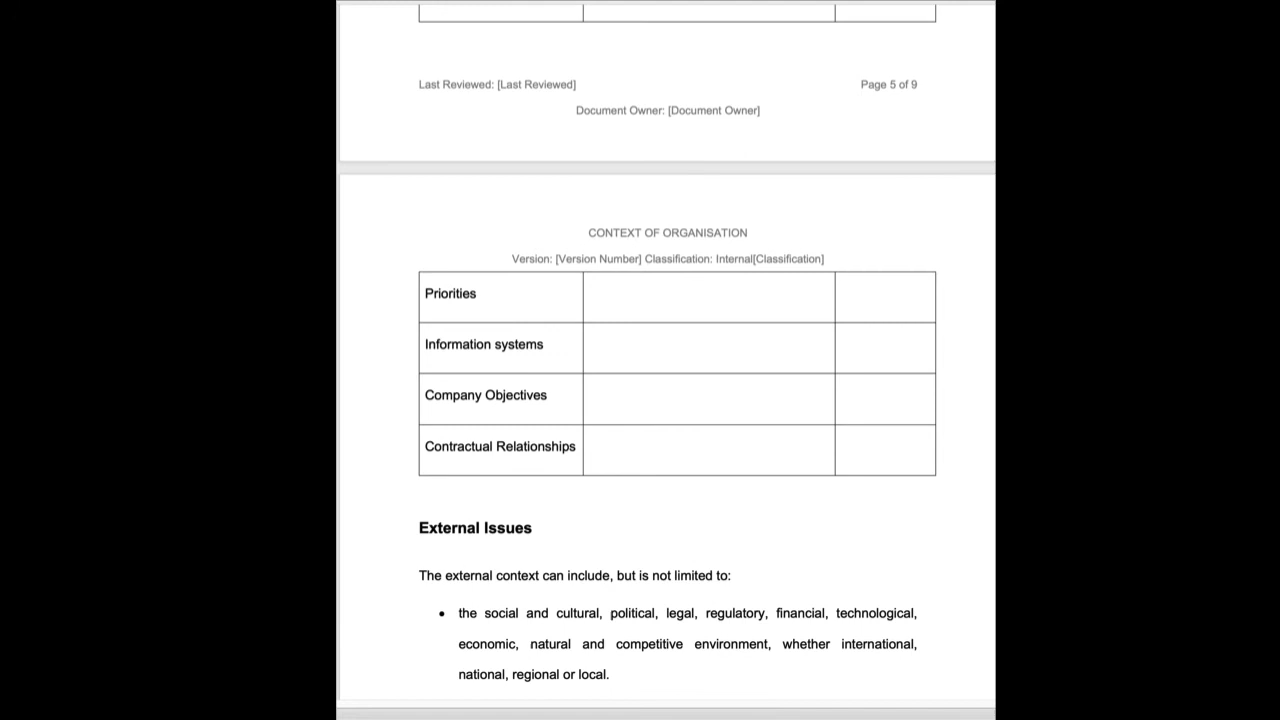 Last Reviewed: [Last Reviewed] Page 5 of 9
Document Owner: [Document Owner]
CONTEXT OF ORGANISATION
Version: [Version Number] Classification: Internal[Classification]
Priorities
Information systems
Company Objectives
Contractual Relationships
External Issues
The external context can include, but is not limited to:
• the social and cultural, political, legal, regulatory, financial, technological,
economic, natural and competitive environment, whether international,
national, regional or local.